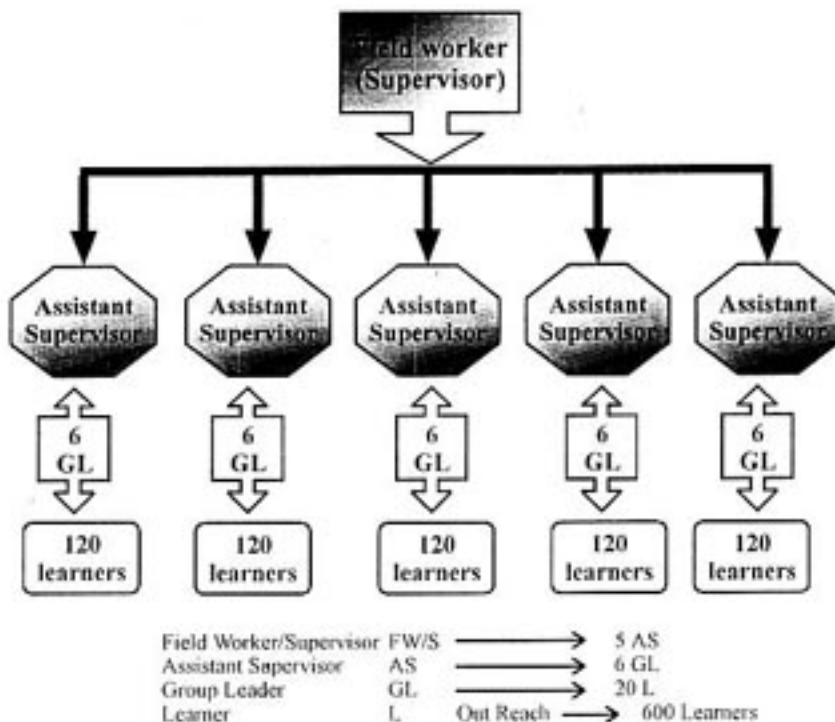 Field worker
(Supervisor)
Assistant
Supervisor
Assistant
Supervisor
Assistant
Supervisor
Assistant
Supervisor
Assistant
Supervisor
6
GL
6
GL
6
GL
6
GL
6
GL
120
learners
120
learners
120
learners
120
learners
120
learners
Field Worker/Supervisor FW/S 5 AS
Assistant Supervisor AS 6 GL
Group Leader GL 20 L
Learner L Out Reach 600 Learners